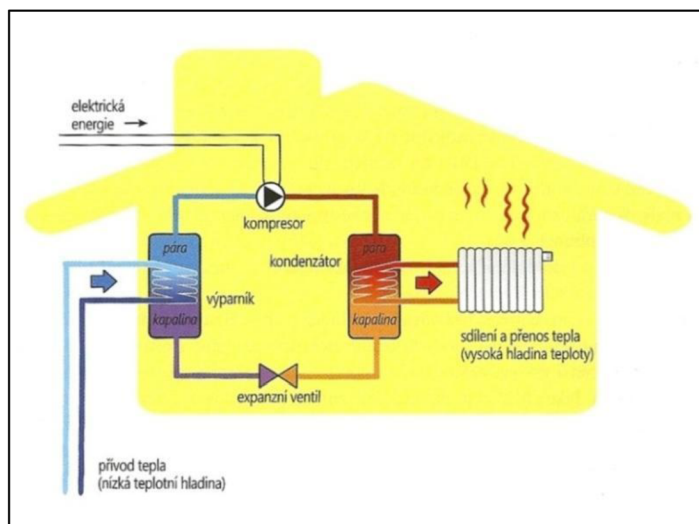 elektrická
energie →
kompresor
pára
kapalina
výparník
kondenzátor
pára
kapalina
sdílení a přenos tepla
(vysoká hladina teploty)
expanzní ventil
přívod tepla
(nízká teplotní hladina)